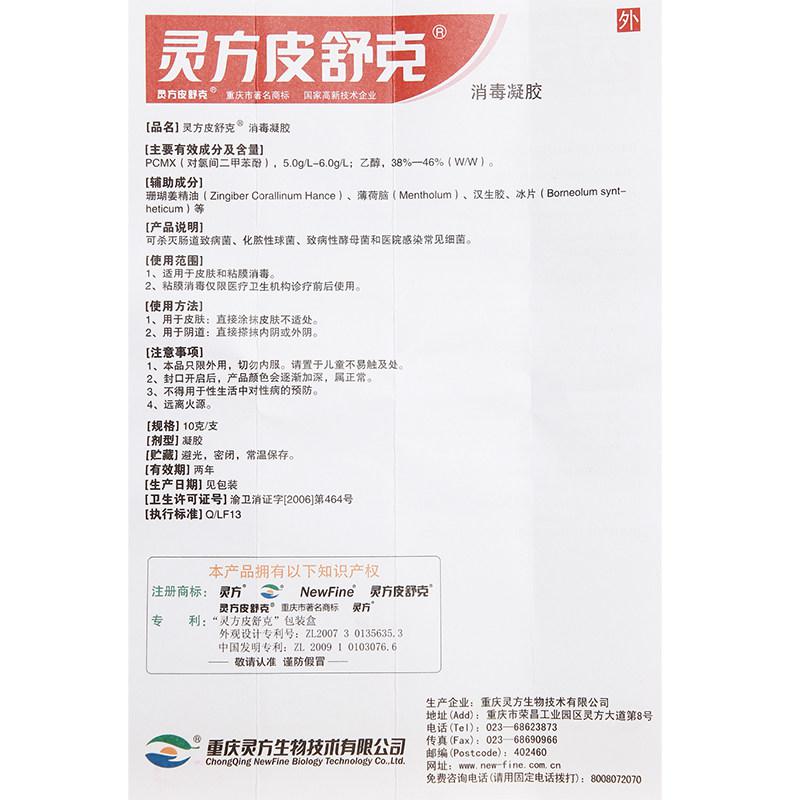 外
灵方皮舒克®
灵方皮舒克® 重庆市著名商标 国家高新技术企业
消毒凝胶
[品名] 灵方皮舒克® 消毒凝胶
[主要有效成分及含量]
PCMX（对氯间二甲苯酚），5.0g/L-6.0g/L；乙醇，38%—46%（W/W）。
[辅助成分]
珊瑚姜精油（Zingiber Corallinum Hance）、薄荷脑（Mentholum）、汉生胶、冰片（Borneolum synt-
heticum）等
[产品说明]
可杀灭肠道致病菌、化脓性球菌、致病性酵母菌和医院感染常见细菌。
[使用范围]
1、适用于皮肤和粘膜消毒。
2、粘膜消毒仅限医疗卫生机构诊疗前后使用。
[使用方法]
1、用于皮肤：直接涂抹皮肤不适处。
2、用于阴道：直接搽抹内阴或外阴。
[注意事项]
1、本品只限外用，切勿内服。请置于儿童不易触及处。
2、封口开启后，产品颜色会逐渐加深，属正常。
3、不得用于性生活中对性病的预防。
4、远离火源。
[规格] 10克/支
[剂型] 凝胶
[贮藏] 避光，密闭，常温保存。
[有效期] 两年
[生产日期] 见包装
[卫生许可证号] 渝卫消证字[2006]第464号
[执行标准] Q/LF13
本产品拥有以下知识产权
注册商标： 灵方® ® NewFine® 灵方皮舒克®
灵方皮舒克® 重庆市著名商标 灵方®
专 利：“灵方皮舒克”包装盒
外观设计专利号：ZL2007 3 0135635.3
中国发明专利：ZL 2009 1 0103076.6
—— 敬请认准 谨防假冒 ——
® 重庆灵方生物技术有限公司
ChongQing NewFine Biology Technology Co.,Ltd.
生产企业：重庆灵方生物技术有限公司
地址(Add)：重庆市荣昌工业园区灵方大道第8号
电话(Tel)：023—68623873
传真(Fax)：023—68690966
邮编(Postcode)：402460
网址：www.new-fine.com.cn
免费咨询电话(请用固定电话拨打)：8008072070